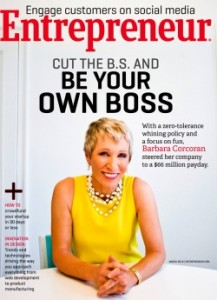 Engage customers on social media
Entrepreneur
CUT THE B.S. AND
BE YOUR
OWN BOSS
With a zero-tolerance
whining policy and
a focus on fun,
Barbara Corcoran
steered her company
to a $66 million payday.
+
HOW TO
crowdfund
your startup
in 30 days
or less
INNOVATION
IN DESIGN
Trends and
technologies
driving the way
you approach
everything from
web development
to product
manufacturing